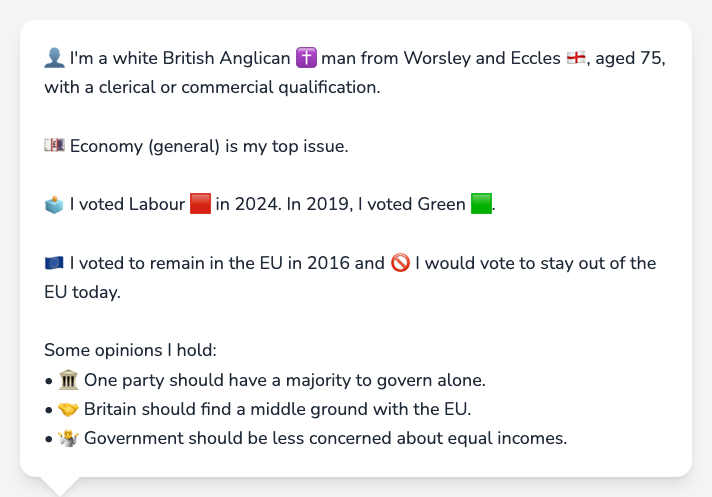 👤 I'm a white British Anglican ✝️ man from Worsley and Eccles 🏴󠁧󠁢󠁥󠁮󠁧󠁿, aged 75,
with a clerical or commercial qualification.
💷 Economy (general) is my top issue.
🗳️ I voted Labour 🟥 in 2024. In 2019, I voted Green 🟩.
🇪🇺 I voted to remain in the EU in 2016 and 🚫 I would vote to stay out of the
EU today.
Some opinions I hold:
• 🏛️ One party should have a majority to govern alone.
• 🤝 Britain should find a middle ground with the EU.
• 🤷 Government should be less concerned about equal incomes.